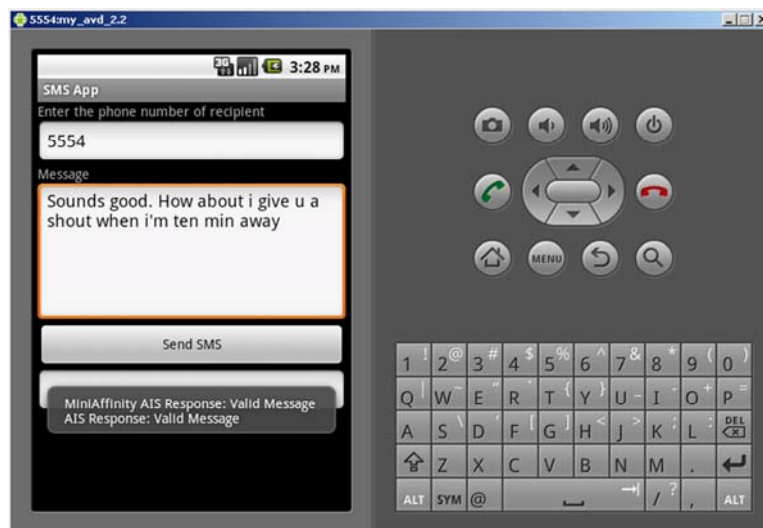 5554:my_avd_2.2
3G 3:28 PM
SMS App
Enter the phone number of recipient
5554
Message
Sounds good. How about i give u a
shout when i'm ten min away
Send SMS
MiniAffinity AIS Response: Valid Message
AIS Response: Valid Message
MENU
1 ! 2 @ 3 # 4 $ 5 % 6 ^ 7 & 8 * 9 ( 0 )
Q | W ~ E " R ` T { Y } U _ I - O + P =
A S \ D ' F [ G ] H < J > K ; L : DEL
Z X C V B N M .
ALT SYM @ / ? , ALT